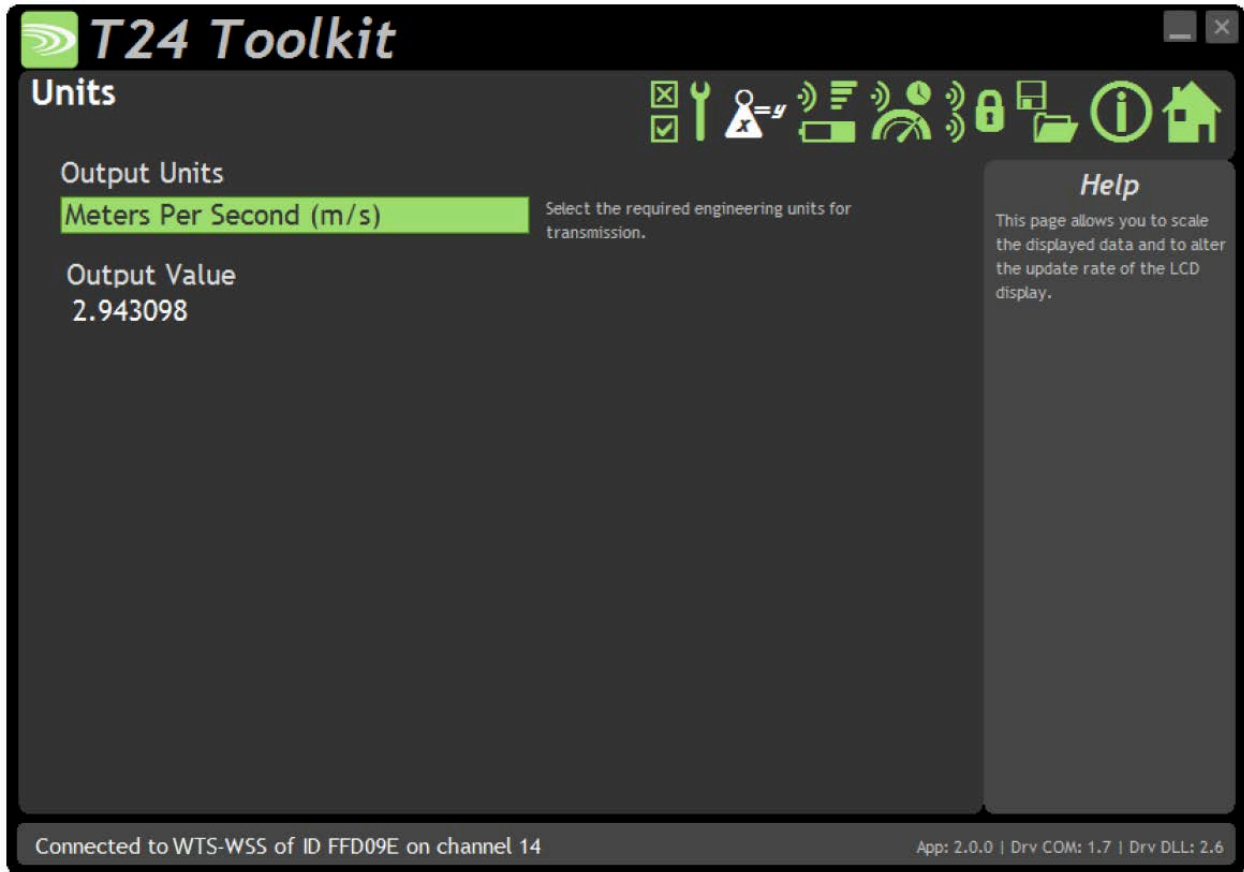 T24 Toolkit
Units
x=y
Output Units
Meters Per Second (m/s)
Select the required engineering units for
transmission.
Output Value
2.943098
Help
This page allows you to scale
the displayed data and to alter
the update rate of the LCD
display.
Connected to WTS-WSS of ID FFD09E on channel 14
App: 2.0.0 | Drv COM: 1.7 | Drv DLL: 2.6